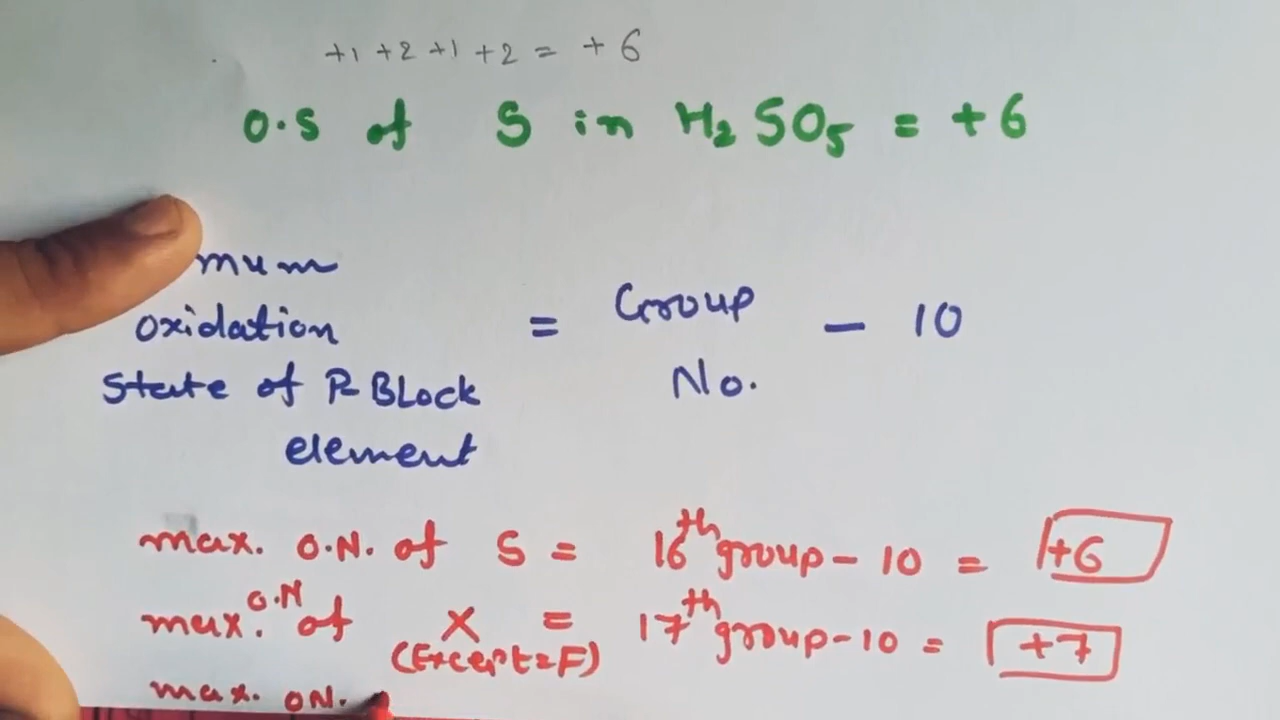 +1 +2 +1 +2 = +6
O.S of S in H₂SO₅ = +6
mum
oxidation = Group - 10
State of P Block No.
element
max. O.N. of S = 16th group - 10 = +6
max. O.N of X = 17th group - 10 = +7
(Except = F)
max. ON.